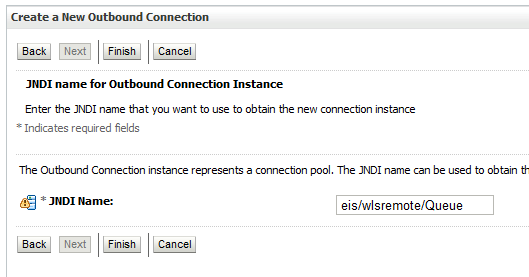 Create a New Outbound Connection
Back Next Finish Cancel
JNDI name for Outbound Connection Instance
Enter the JNDI name that you want to use to obtain the new connection instance
* Indicates required fields
The Outbound Connection instance represents a connection pool. The JNDI name can be used to obtain th
* JNDI Name: eis/wlsremote/Queue
Back Next Finish Cancel